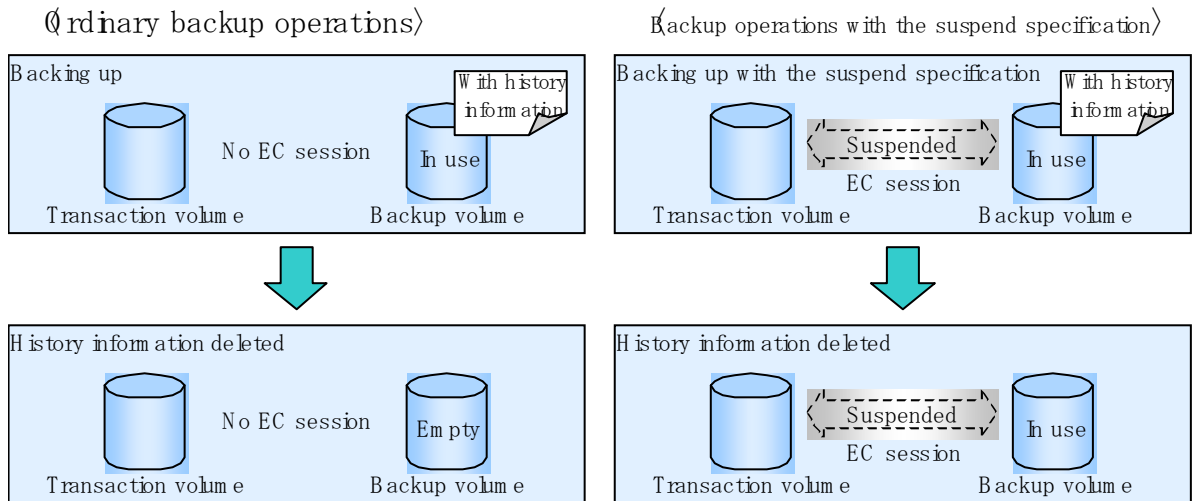 〈Ordinary backup operations〉
Backing up
With history
information
No EC session
In use
Transaction volume
Backup volume
History information deleted
No EC session
Empty
Transaction volume
Backup volume
〈Backup operations with the suspend specification〉
Backing up with the suspend specification
With history
information
Suspended
EC session
In use
Transaction volume
Backup volume
History information deleted
Suspended
EC session
In use
Transaction volume
Backup volume